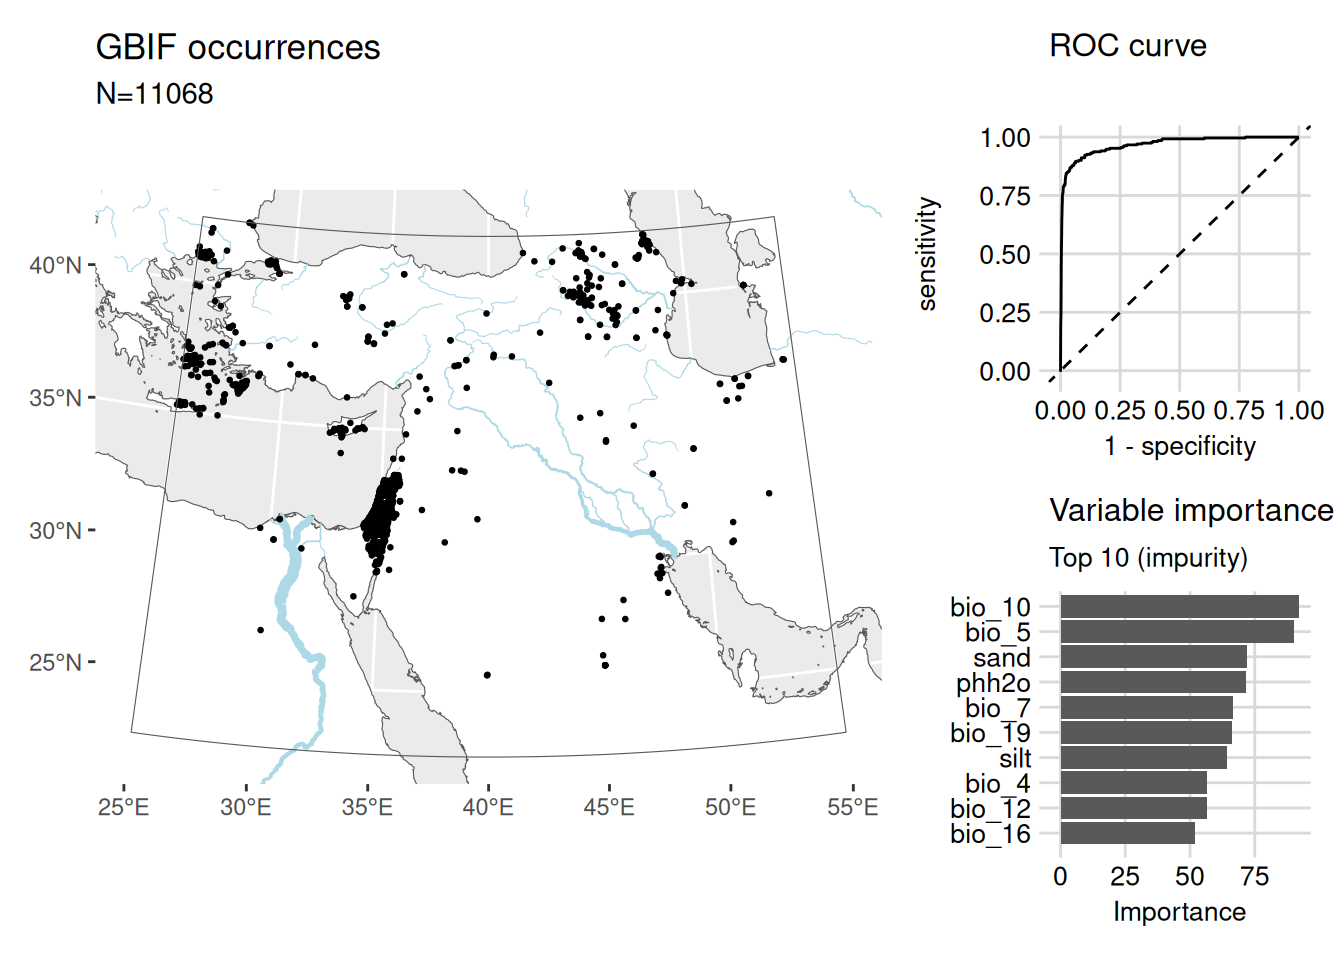 GBIF occurrences
N=11068
40°N
35°N
30°N
25°N
25°E 30°E 35°E 40°E 45°E 50°E 55°E
ROC curve
sensitivity
1.00
0.75
0.50
0.25
0.00
0.00 0.25 0.50 0.75 1.00
1 - specificity
Variable importance
Top 10 (impurity)
bio_10
bio_5
sand
phh2o
bio_7
bio_19
silt
bio_4
bio_12
bio_16
0 25 50 75
Importance